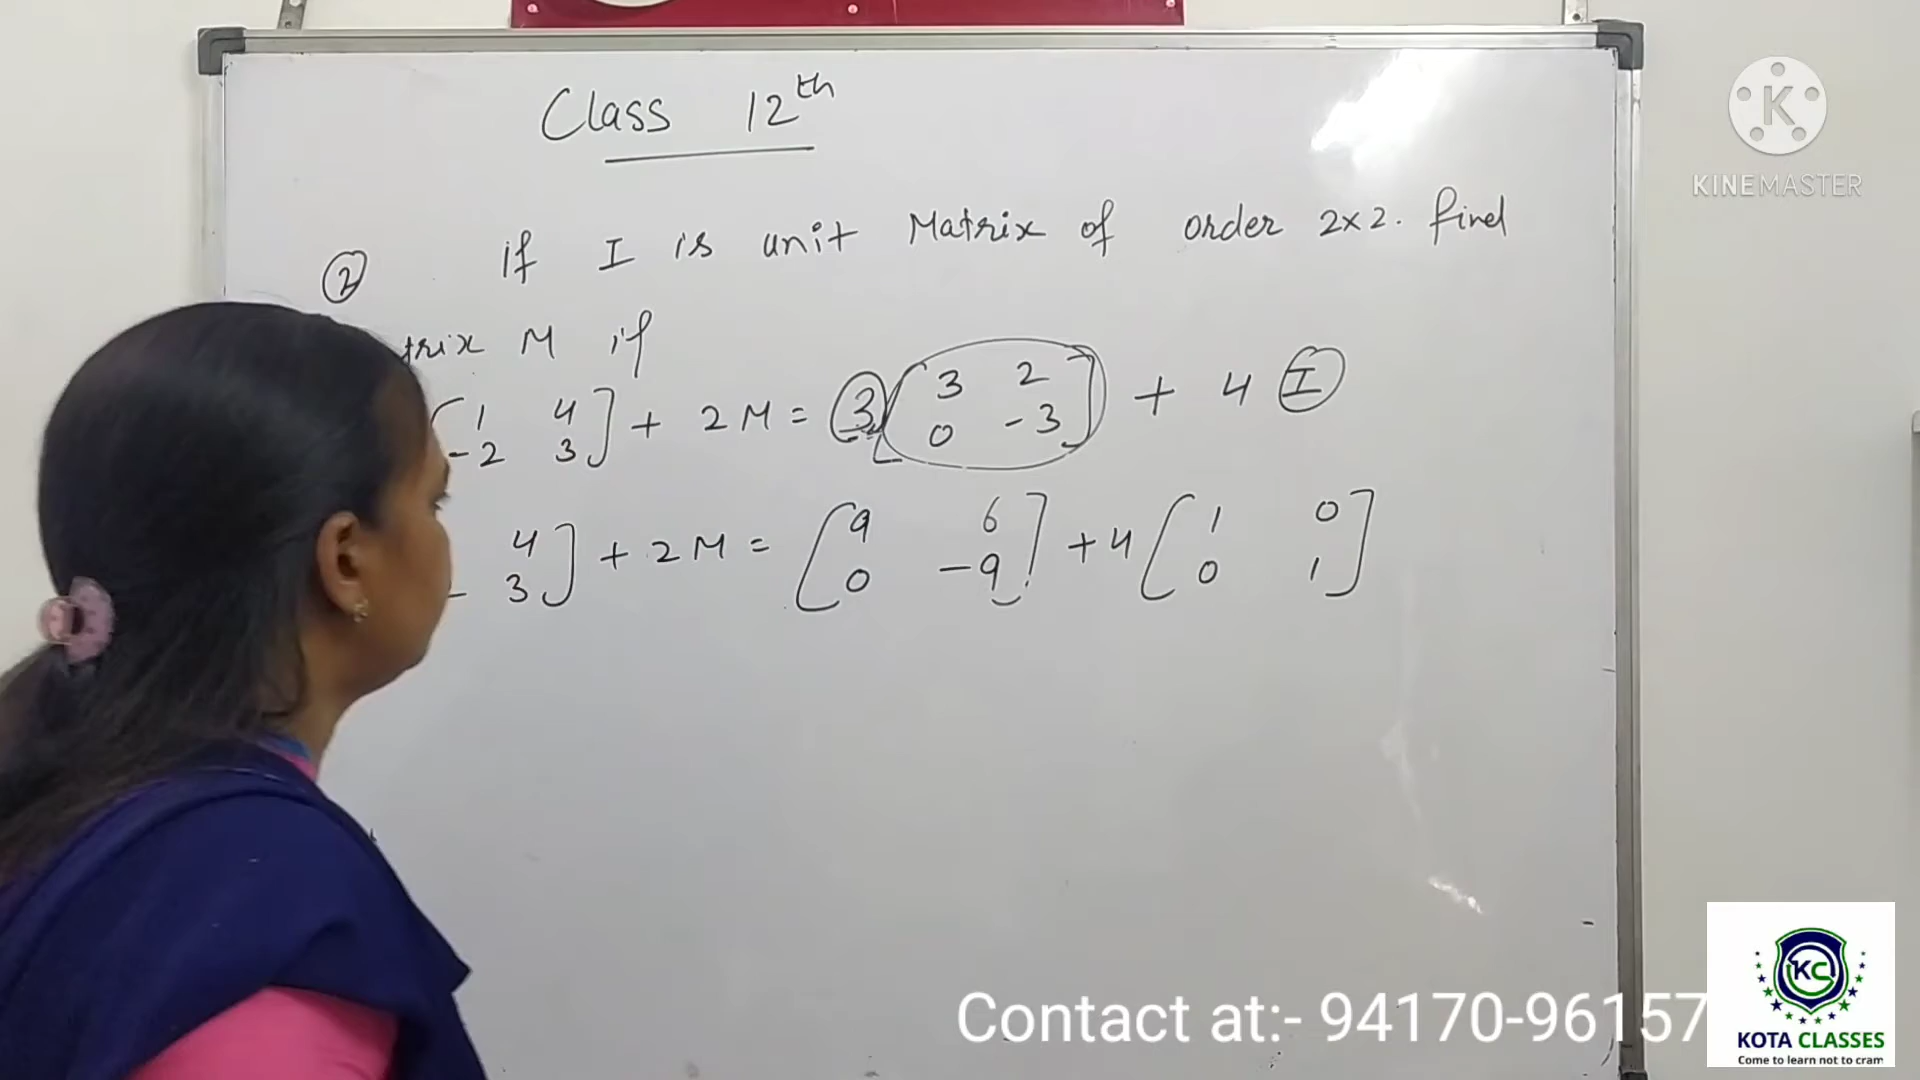 Class 12th
② if I is unit Matrix of order 2x2. find
trix M if
[1 4] + 2M = 3[3 2] + 4 I
-2 3] 0 -3]
4] + 2M = [9 6] + 4[1 0]
3] 0 -9] 0 1]
K
KINEMASTER
Contact at:- 94170-96157
KC
KOTA CLASSES
Come to learn not to cram